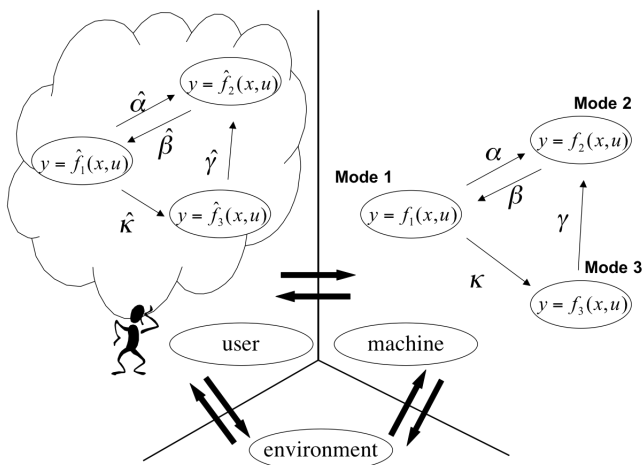 y = f̂₂(x,u)
α̂
β̂
y = f̂₁(x,u)
γ̂
κ̂
y = f̂₃(x,u)
Mode 2
y = f₂(x,u)
α
Mode 1
β
y = f₁(x,u)
γ
Mode 3
κ
y = f₃(x,u)
user
machine
environment